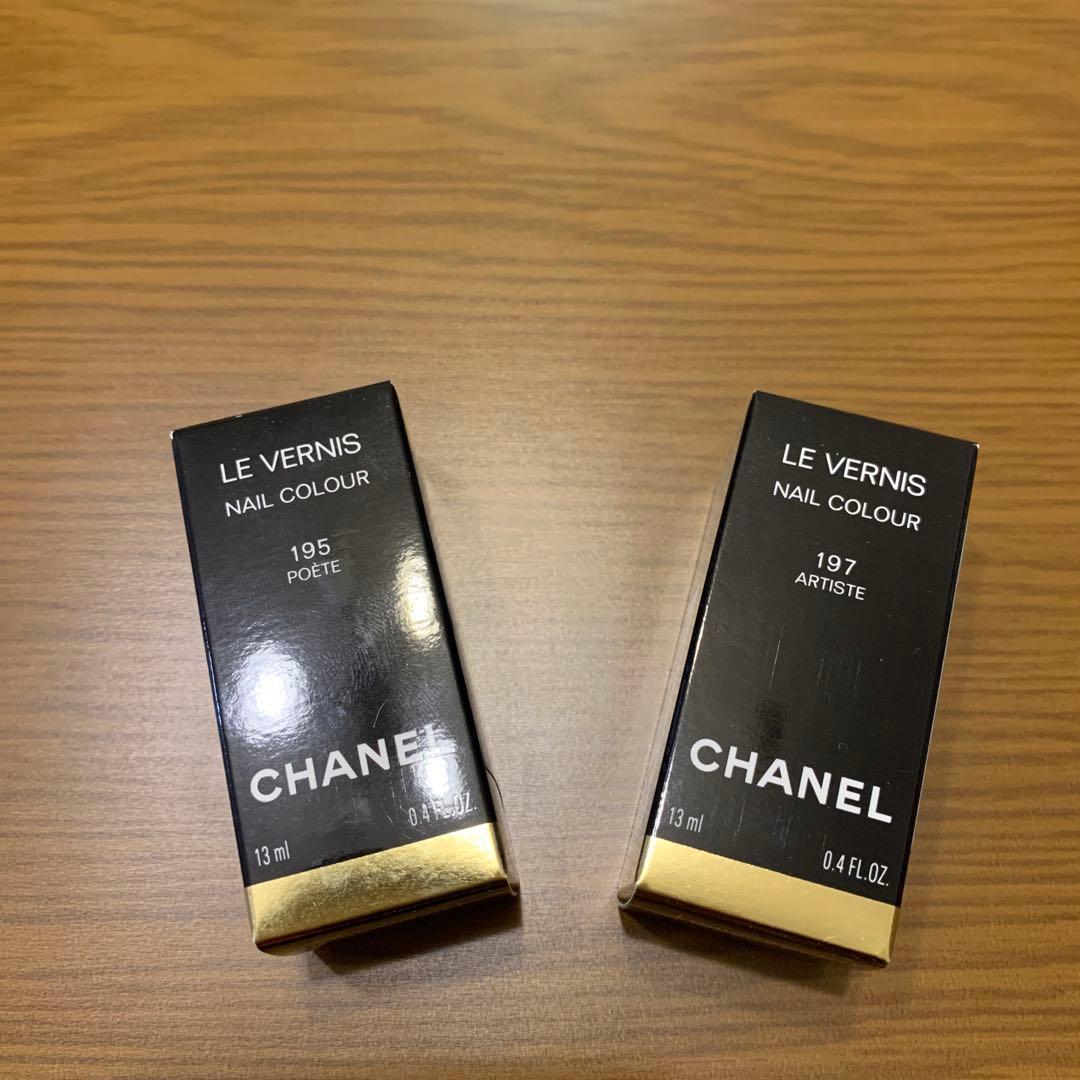 LE VERNIS
NAIL COLOUR
195
POÈTE
CHANEL
13 ml 0.4 FL.OZ.
LE VERNIS
NAIL COLOUR
197
ARTISTE
CHANEL
13 ml 0.4 FL.OZ.